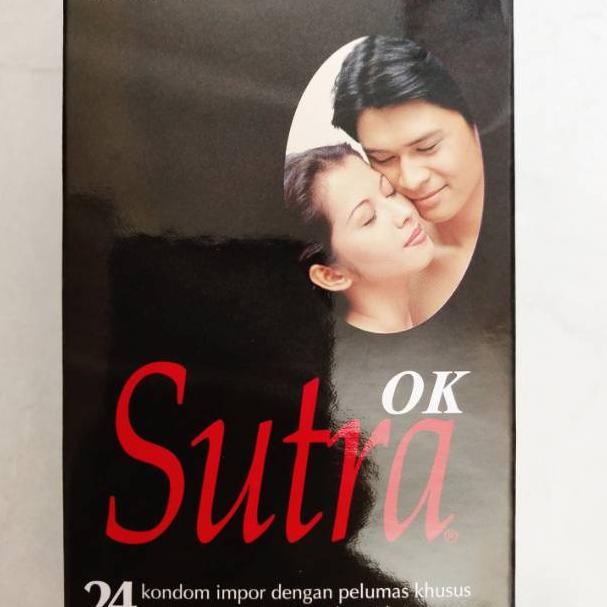 OK
Sutra®
24 kondom impor dengan pelumas khusus